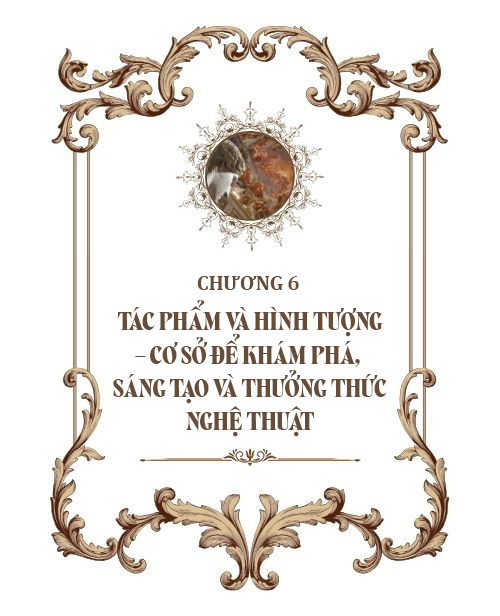 CHƯƠNG 6
TÁC PHẨM VÀ HÌNH TƯỢNG
– CƠ SỞ ĐỂ KHÁM PHÁ,
SÁNG TẠO VÀ THƯỞNG THỨC
NGHỆ THUẬT